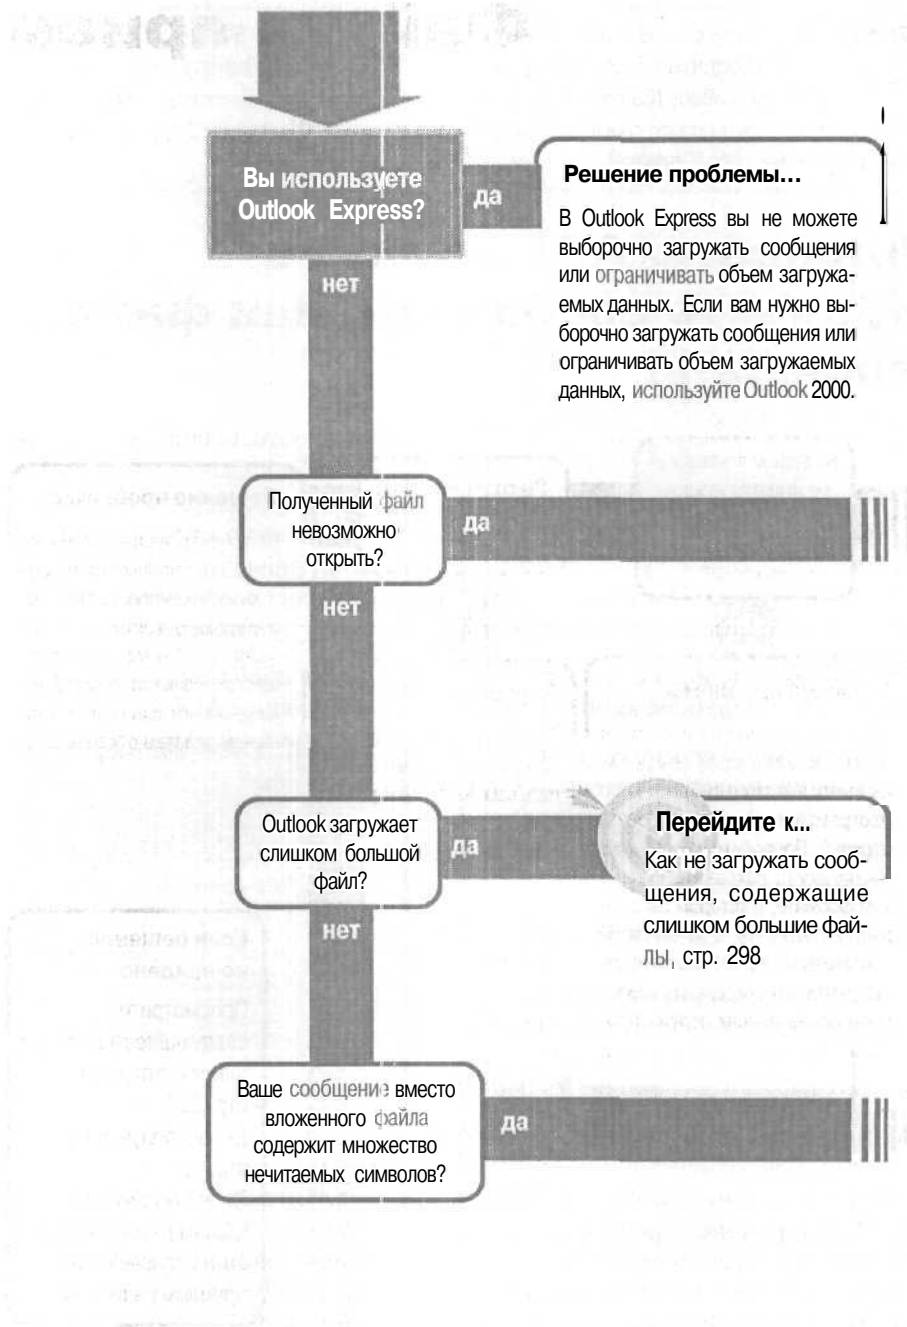 Вы используете
Outlook Express?
да
Решение проблемы...
В Outlook Express вы не можете
выборочно загружать сообщения
или ограничивать объем загружа-
емых данных. Если вам нужно вы-
борочно загружать сообщения или
ограничивать объем загружаемых
данных, используйте Outlook 2000.
нет
Полученный файл
невозможно
открыть?
да
нет
Outlook загружает
слишком большой
файл?
да
Перейдите к...
Как не загружать сооб-
щения, содержащие
слишком большие фай-
лы, стр. 298
нет
Ваше сообщение вместо
вложенного файла
содержит множество
нечитаемых символов?
да